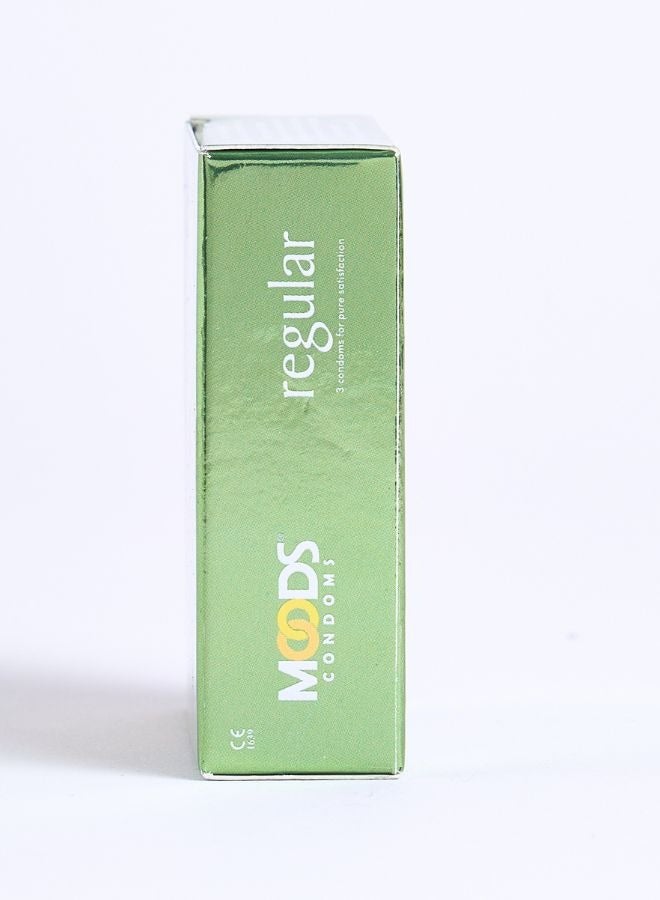 regular
3 condoms for pure satisfaction
MOODS
CONDOMS
CE
1639